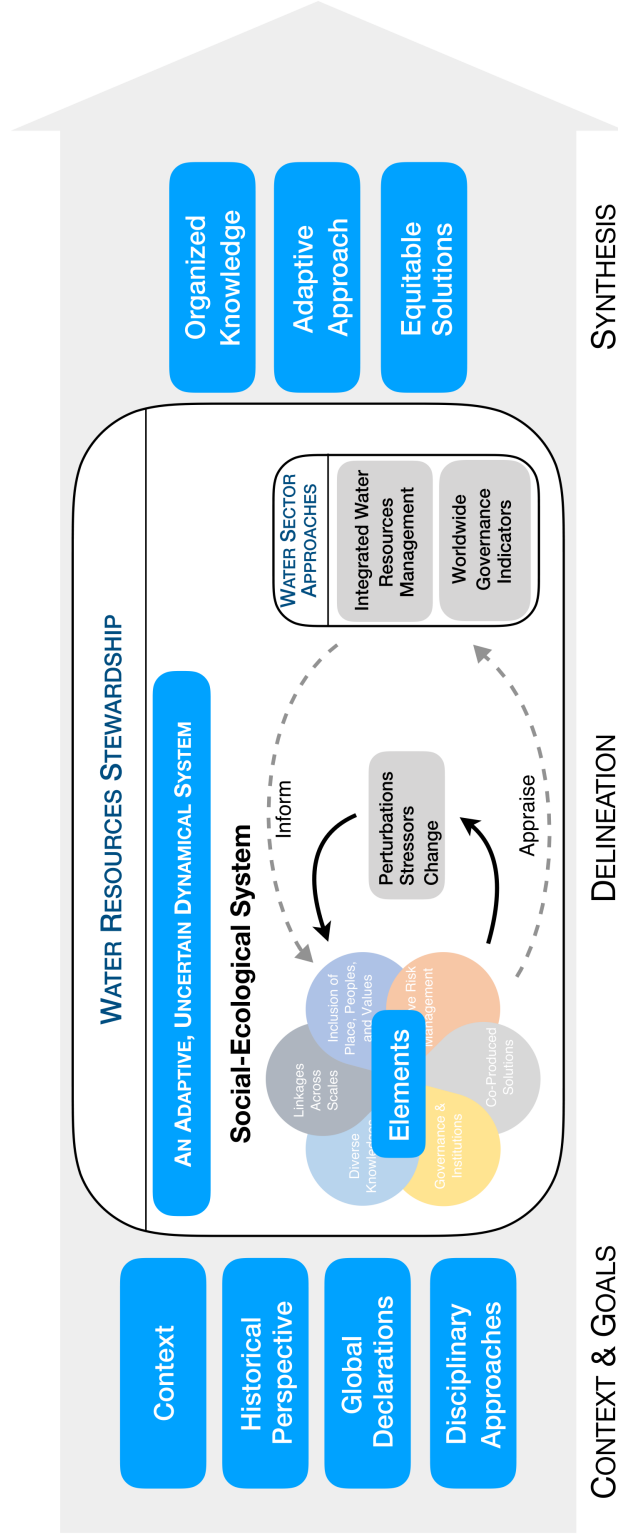 Context
Historical
Perspective
Global
Declarations
Disciplinary
Approaches
CONTEXT & GOALS
WATER RESOURCES STEWARDSHIP
AN ADAPTIVE, UNCERTAIN DYNAMICAL SYSTEM
Social-Ecological System
Linkages
Across
Scales
Inclusion of
Place, Peoples,
and Values
Diverse
Elements
Management
Risk
Governance &
Institutions
Co-Produced
Solutions
Inform
Perturbations
Stressors
Change
Appraise
WATER SECTOR
APPROACHES
Integrated Water
Resources
Management
Worldwide
Governance
Indicators
DELINEATION
Organized
Knowledge
Adaptive
Approach
Equitable
Solutions
SYNTHESIS